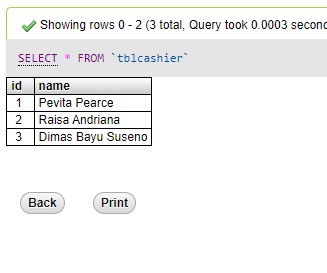 Showing rows 0 - 2 (3 total, Query took 0.0003
SELECT * FROM `tblcashier`
id name
1 Pevita Pearce
2 Raisa Andriana
3 Dimas Bayu Suseno
Back Print